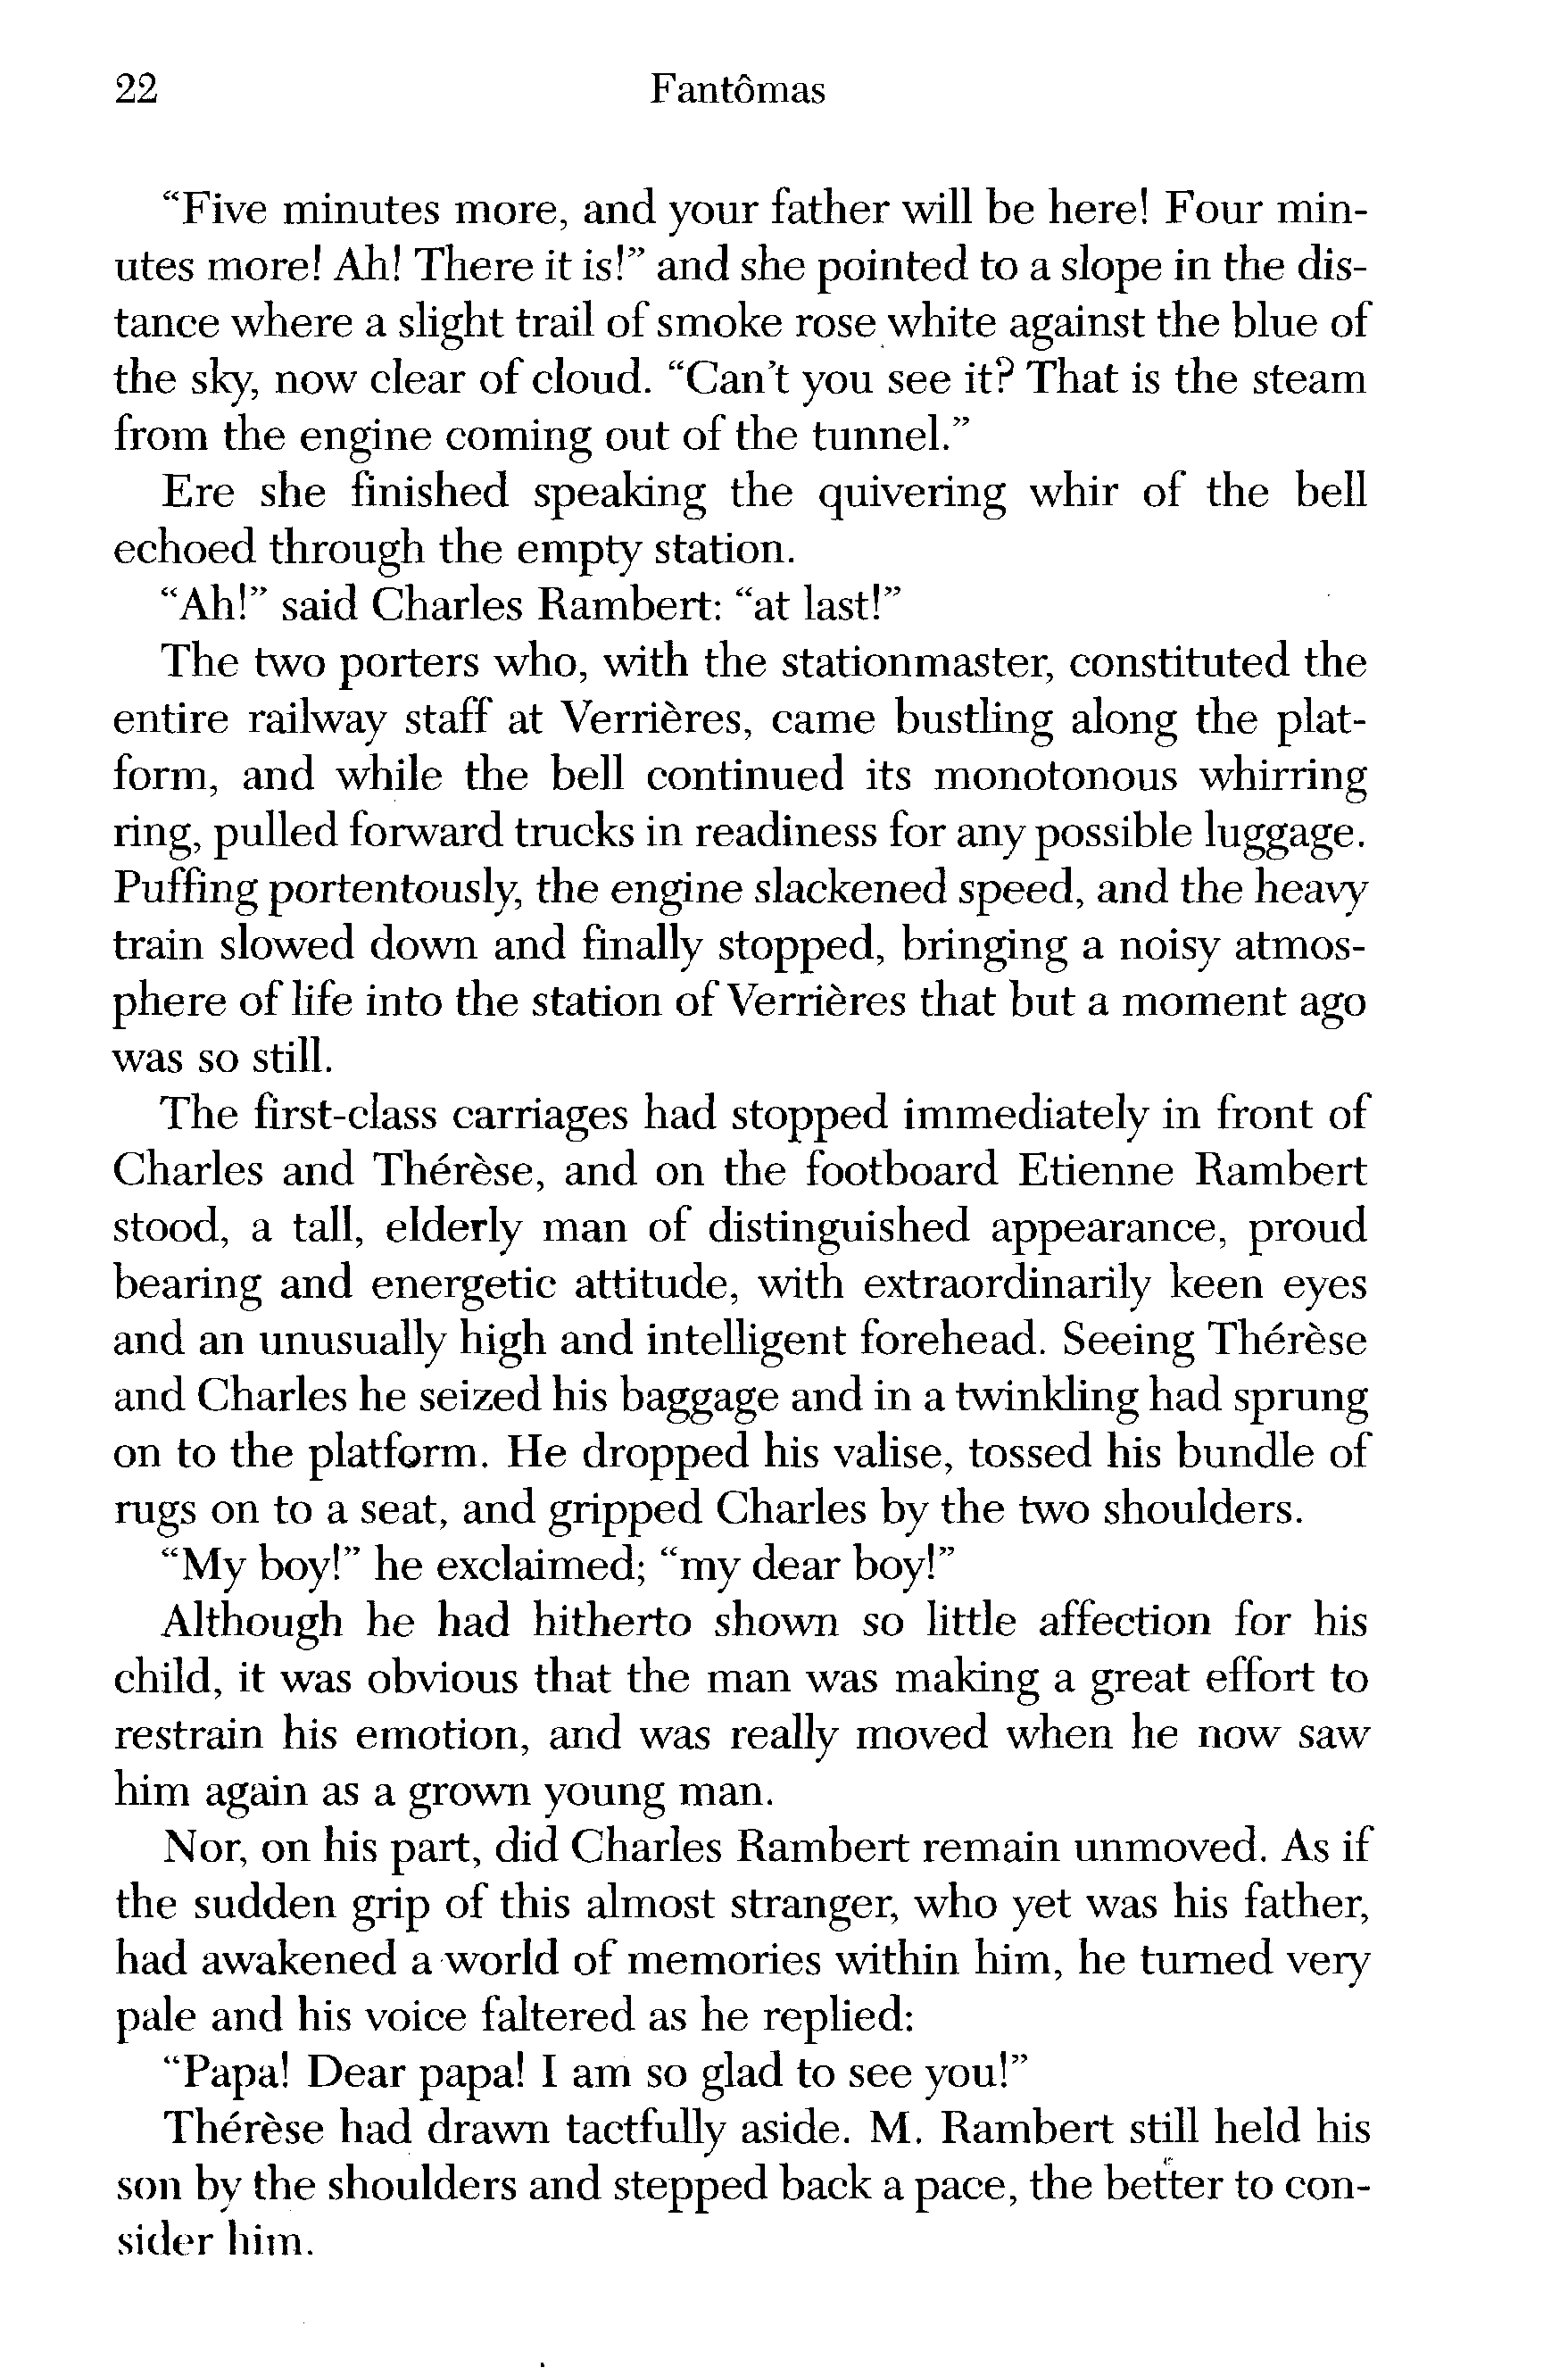 22 Fantômas
“Five minutes more, and your father will be here! Four min-
utes more! Ah! There it is!” and she pointed to a slope in the dis-
tance where a slight trail of smoke rose white against the blue of
the sky, now clear of cloud. “Can’t you see it? That is the steam
from the engine coming out of the tunnel.”
Ere she finished speaking the quivering whir of the bell
echoed through the empty station.
“Ah!” said Charles Rambert: “at last!”
The two porters who, with the stationmaster, constituted the
entire railway staff at Verrières, came bustling along the plat-
form, and while the bell continued its monotonous whirring
ring, pulled forward trucks in readiness for any possible luggage.
Puffing portentously, the engine slackened speed, and the heavy
train slowed down and finally stopped, bringing a noisy atmos-
phere of life into the station of Verrières that but a moment ago
was so still.
The first-class carriages had stopped immediately in front of
Charles and Thérèse, and on the footboard Etienne Rambert
stood, a tall, elderly man of distinguished appearance, proud
bearing and energetic attitude, with extraordinarily keen eyes
and an unusually high and intelligent forehead. Seeing Thérèse
and Charles he seized his baggage and in a twinkling had sprung
on to the platform. He dropped his valise, tossed his bundle of
rugs on to a seat, and gripped Charles by the two shoulders.
“My boy!” he exclaimed; “my dear boy!”
Although he had hitherto shown so little affection for his
child, it was obvious that the man was making a great effort to
restrain his emotion, and was really moved when he now saw
him again as a grown young man.
Nor, on his part, did Charles Rambert remain unmoved. As if
the sudden grip of this almost stranger, who yet was his father,
had awakened a world of memories within him, he turned very
pale and his voice faltered as he replied:
“Papa! Dear papa! I am so glad to see you!”
Thérèse had drawn tactfully aside. M. Rambert still held his
son by the shoulders and stepped back a pace, the better to con-
sider him.